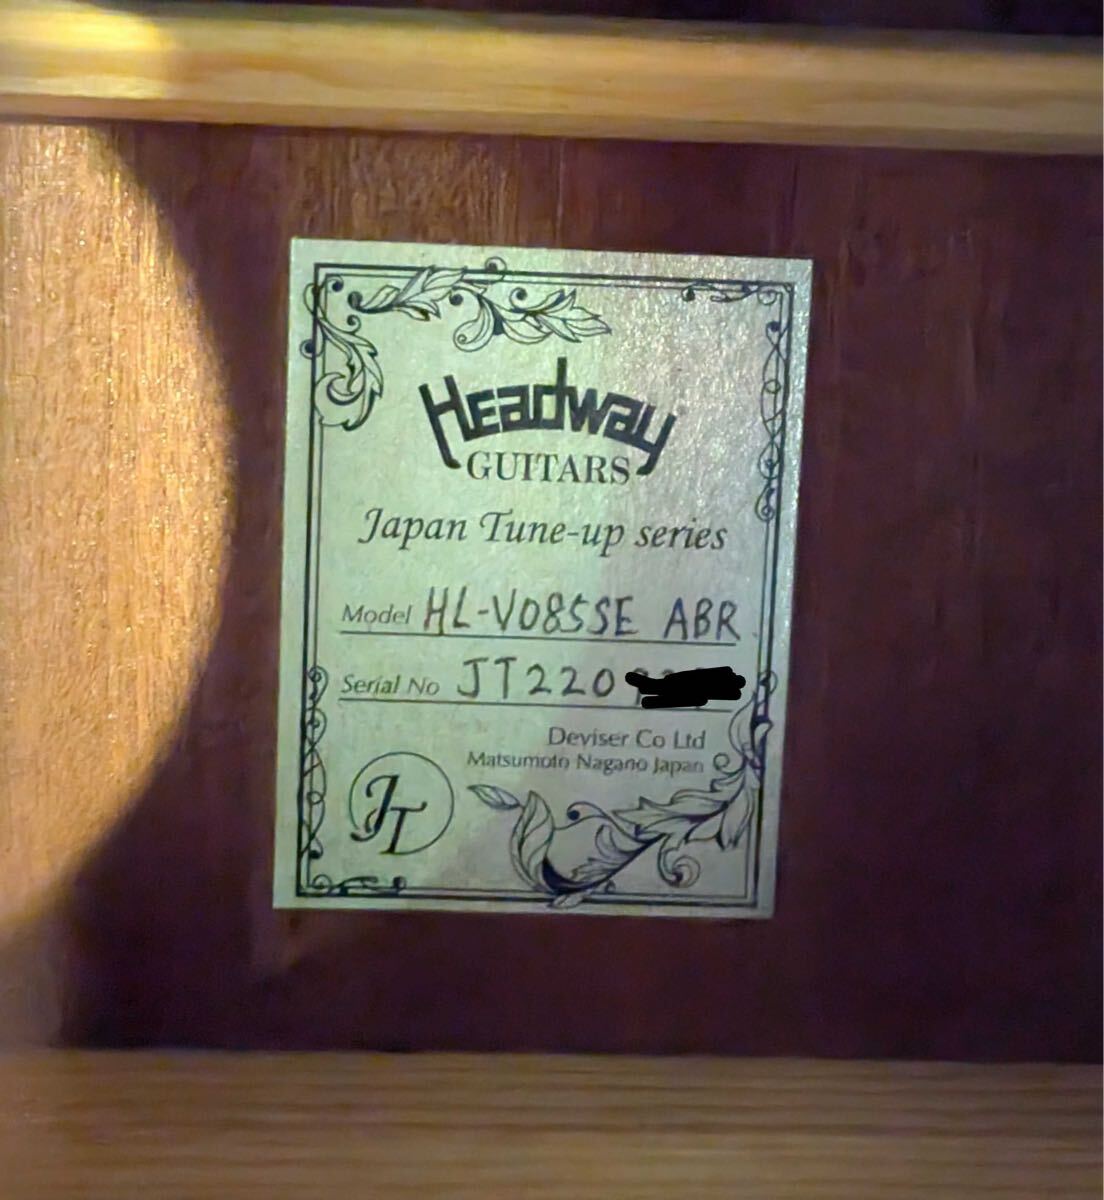 Headway
GUITARS
Japan Tune-up series
Model HL-V085SE ABR
Serial No JT220
Deviser Co Ltd
Matsumoto Nagano Japan
JT